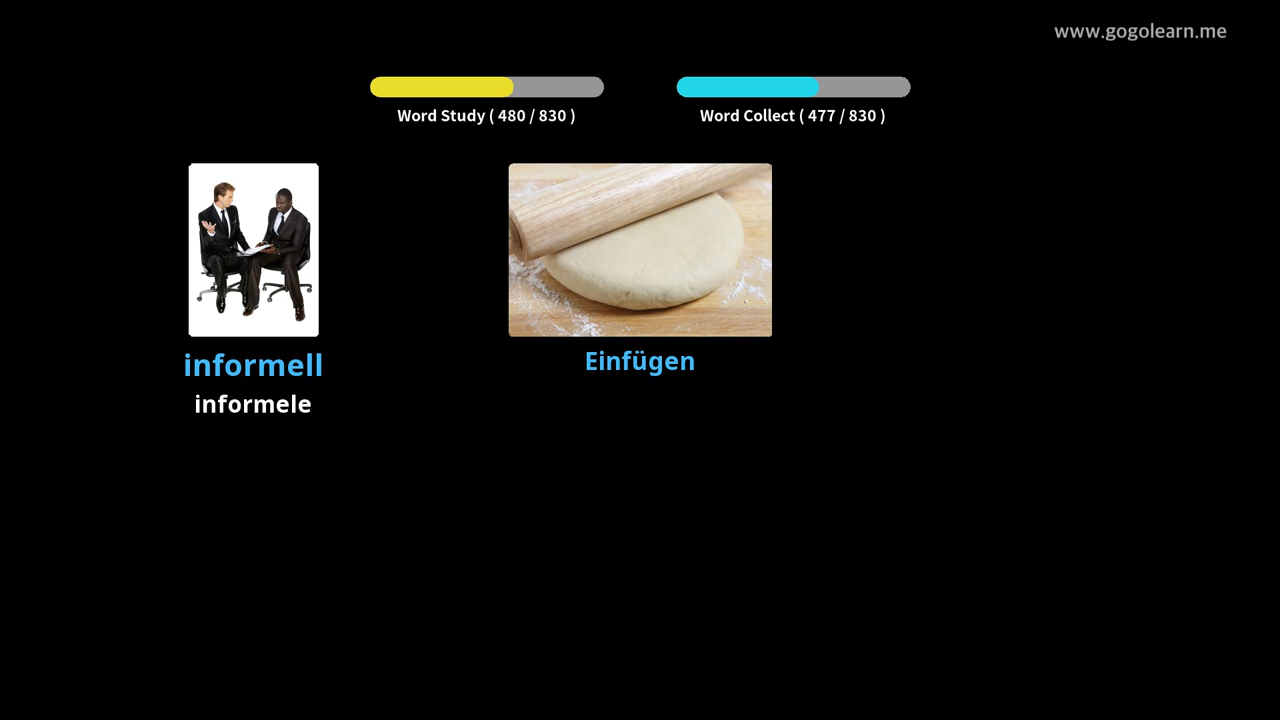 www.gogolearn.me
Word Study ( 480 / 830 )
Word Collect ( 477 / 830 )
informell
informele
Einfügen